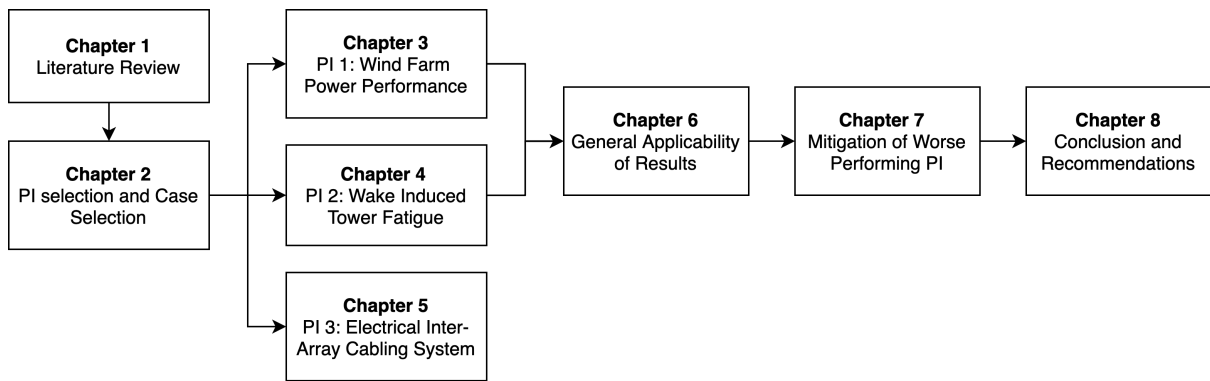 Chapter 1
Literature Review
Chapter 2
PI selection and Case
Selection
Chapter 3
PI 1: Wind Farm
Power Performance
Chapter 4
PI 2: Wake Induced
Tower Fatigue
Chapter 5
PI 3: Electrical Inter-
Array Cabling System
Chapter 6
General Applicability
of Results
Chapter 7
Mitigation of Worse
Performing PI
Chapter 8
Conclusion and
Recommendations